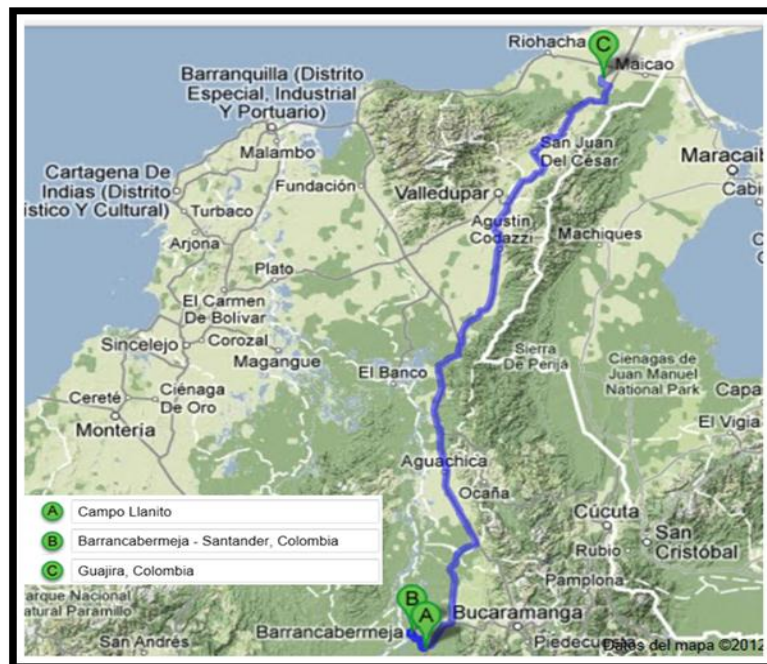 Riohacha
C
Maicao
Barranquilla (Distrito
Especial, Industrial
Y Portuario)
Malambo
San Juan
Del César
Maracaib
Cartagena De
Indias (Distrito
ístico Y Cultural)
Fundación
Valledupar
Cabi
Turbaco
Agustín
Codazzi
Arjona
Machiques
C
C
Plato
El Carmen
De Bolívar
Sincelejo
Corozal
Magangue
El Banco
Sierra
De Perijá
Cienagas de
Juan Manuel
National Park
Capa
Cereté
Ciénaga
De Oro
El Vigia
Montería
Aguachica
Ocaña
A Campo Llanito
B Barrancabermeja - Santander, Colombia
C Guajira, Colombia
Cúcuta
San
Cristóbal
Rubio
Pamplona
arque Nacional
atural Paramillo
B
A
Bucaramanga
Barrancabermeja
San Andrés
Piedecuesta
Datos del mapa ©2012